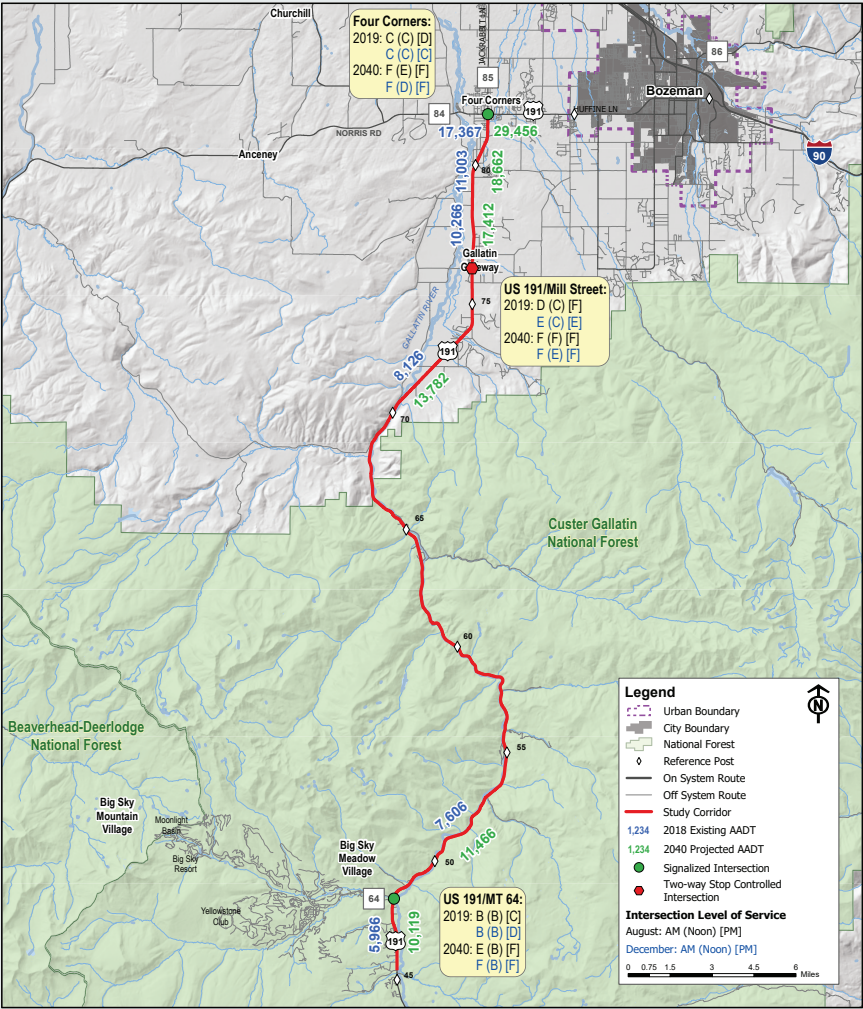 Churchill
Four Corners:
2019: C (C) [D]
C (C) [C]
2040: F (E) [F]
F (D) [F]
JACKRABBIT LN
85
86
Bozeman
84
Four Corners
191
HUFFINE LN
NORRIS RD
17,367
29,456
90
Anceney
80
11,003
18,662
10,266
17,412
Gallatin
Gateway
US 191/Mill Street:
2019: D (C) [F]
E (C) [E]
2040: F (F) [F]
F (E) [F]
75
GALLATIN RIVER
191
8,126
13,782
70
65
Custer Gallatin
National Forest
60
55
Beaverhead-Deerlodge
National Forest
Big Sky
Mountain
Village
Moonlight
Basin
Big Sky
Resort
Yellowstone
Club
7,606
11,466
Big Sky
Meadow
Village
50
64
US 191/MT 64:
2019: B (B) [C]
B (B) [D]
2040: E (B) [F]
F (B) [F]
5,966
191
10,119
45
Legend
N
Urban Boundary
City Boundary
National Forest
Reference Post
On System Route
Off System Route
Study Corridor
1,234 2018 Existing AADT
1,234 2040 Projected AADT
Signalized Intersection
Two-way Stop Controlled
Intersection
Intersection Level of Service
August: AM (Noon) [PM]
December: AM (Noon) [PM]
0 0.75 1.5 3 4.5 6
Miles